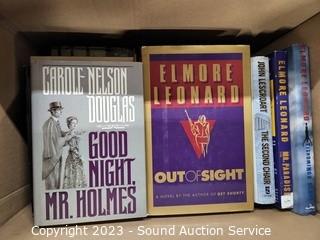 CAROLE NELSON
DOUGLAS
GOOD
NIGHT,
MR. HOLMES
ELMORE
LEONARD
OUT OF SIGHT
A NOVEL BY THE AUTHOR OF GET SHORTY
JOHN LESCROART
THE SECOND CHAIR
ELMORE LEONARD
MR. PARADISE
Copyright 2023 - Sound Auction Service